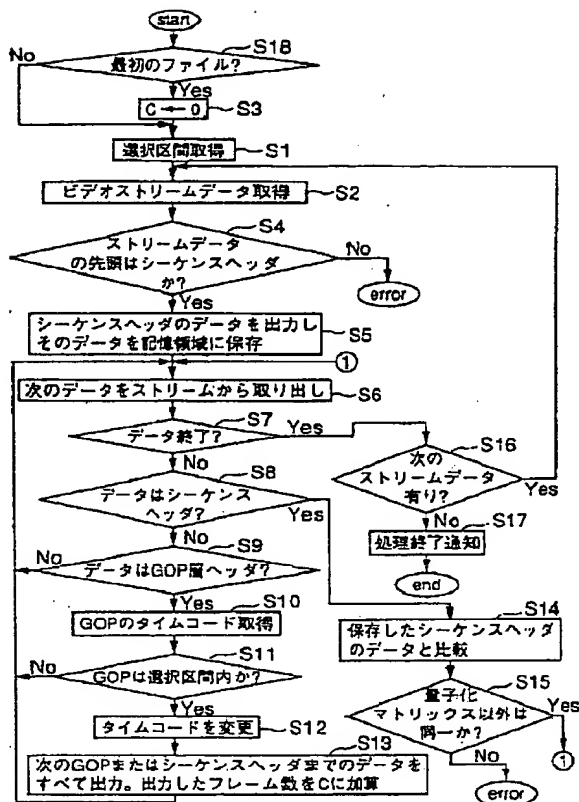 start
S18
No
最初のファイル?
Yes
C ← 0
S3
選択区間取得
S1
ビデオストリームデータ取得
S2
S4
ストリームデータ
の先頭はシーケンスヘッダ
か?
No
error
Yes
シーケンスヘッダのデータを出力し
そのデータを記憶領域に保存
S5
①
次のデータをストリームから取り出し
S6
S7
データ終了?
Yes
S16
次の
ストリームデータ
有り?
Yes
No
S8
データはシーケンス
ヘッダ?
Yes
No
S17
処理終了通知
end
No
S9
No
データはGOP層ヘッダ?
Yes
S10
GOPのタイムコード取得
S14
保存したシーケンスヘッダ
のデータと比較
S11
No
GOPは選択区間内か?
S15
量子化
マトリックス以外は
同一か?
Yes
①
Yes
タイムコードを変更
S12
S13
次のGOPまたはシーケンスヘッダまでのデータを
すべて出力。出力したフレーム数をCに加算
No
error